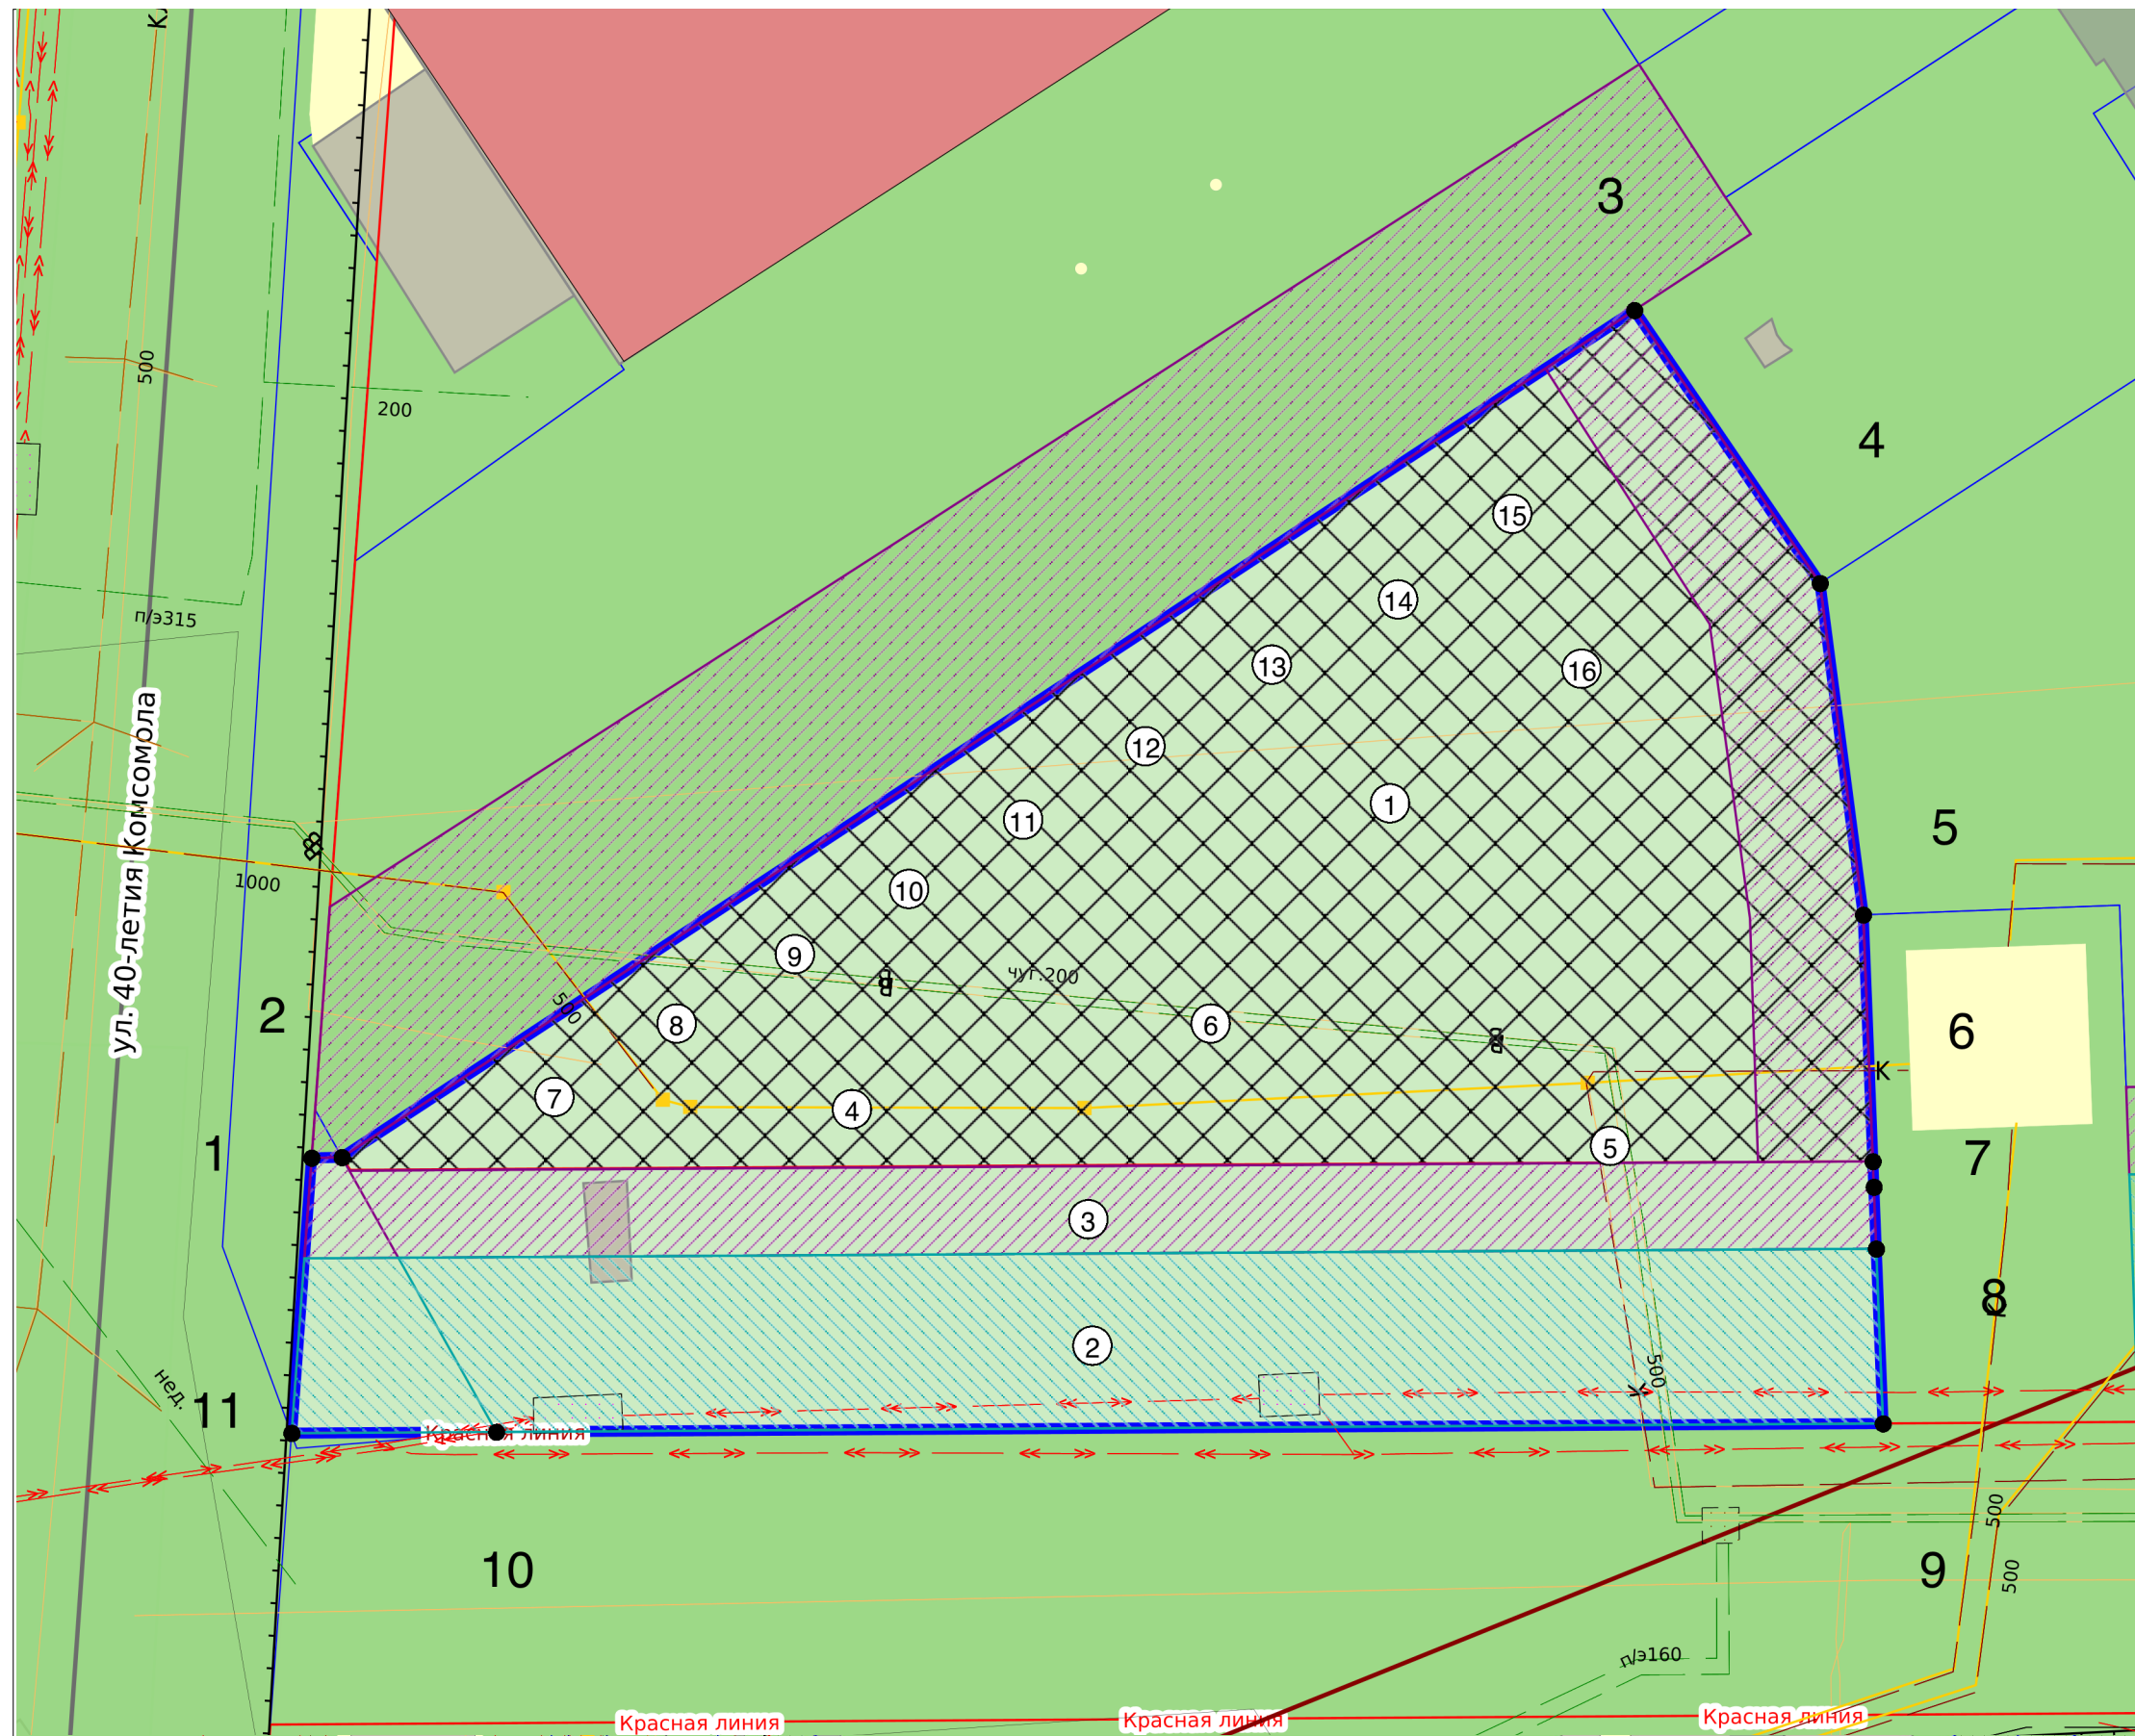 3
500
200
4
15
14
п/э315
13
16
12
1
11
5
ул. 40-летия Комсомола
В
1000
10
9
чуг.200
В
500
8
6
2
6
В
К
7
4
5
1
7
3
8
К
2
500
К
нед.
11
Красная линия
500
10
9
500
п/э160
Красная линия
Красная линия
Красная линия